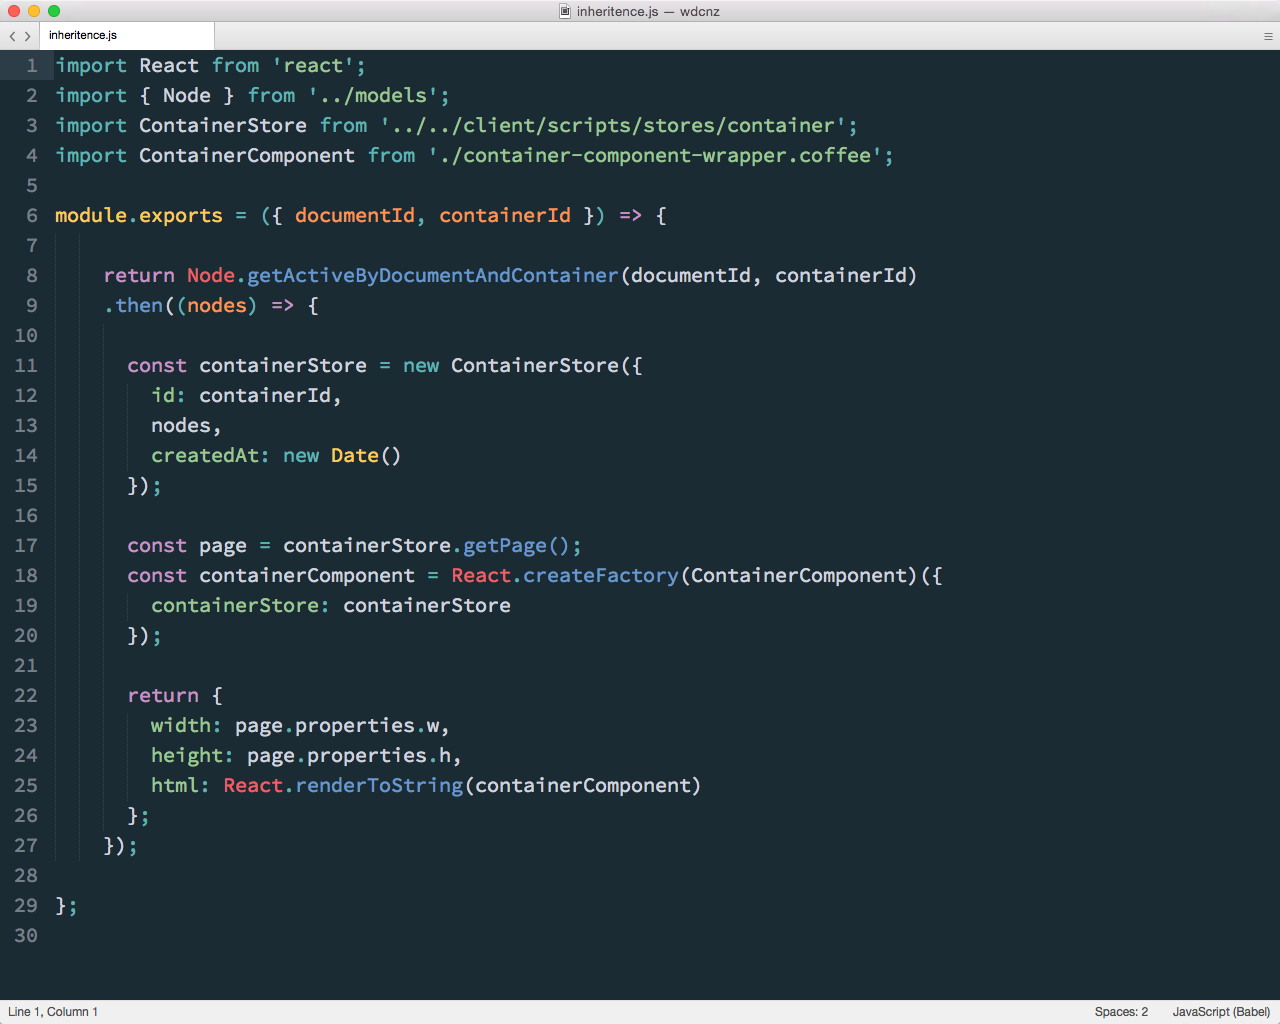 inheritence.js — wdcnz
inheritence.js
1 import React from 'react';
2 import { Node } from '../models';
3 import ContainerStore from '../../client/scripts/stores/container';
4 import ContainerComponent from './container-component-wrapper.coffee';
5
6 module.exports = ({ documentId, containerId }) => {
7
8     return Node.getActiveByDocumentAndContainer(documentId, containerId)
9     .then((nodes) => {
10
11       const containerStore = new ContainerStore({
12         id: containerId,
13         nodes,
14         createdAt: new Date()
15       });
16
17       const page = containerStore.getPage();
18       const containerComponent = React.createFactory(ContainerComponent)({
19         containerStore: containerStore
20       });
21
22       return {
23         width: page.properties.w,
24         height: page.properties.h,
25         html: React.renderToString(containerComponent)
26       };
27     });
28
29 };
30
Line 1, Column 1 Spaces: 2 JavaScript (Babel)